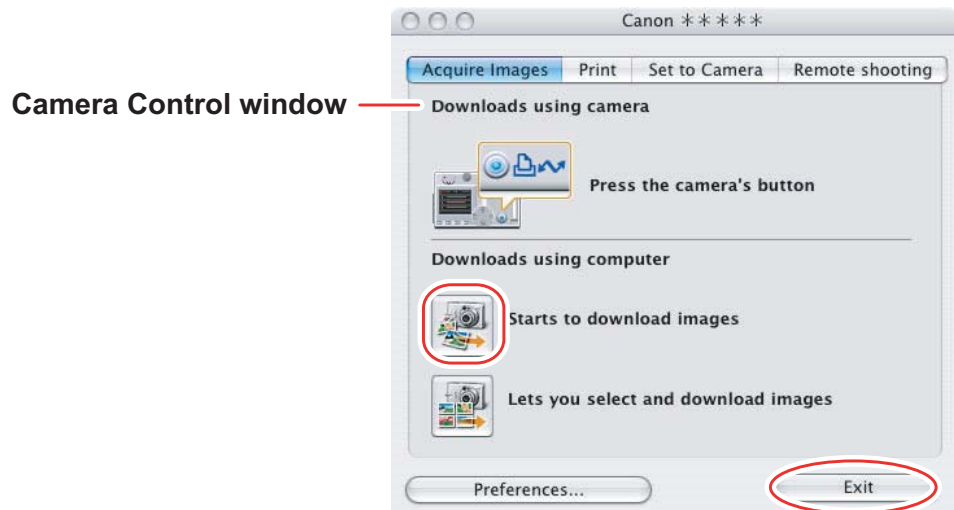 Canon ＊＊＊＊＊
Acquire Images Print Set to Camera Remote shooting
Camera Control window
Downloads using camera
Press the camera's button
Downloads using computer
Starts to download images
Lets you select and download images
Preferences... Exit